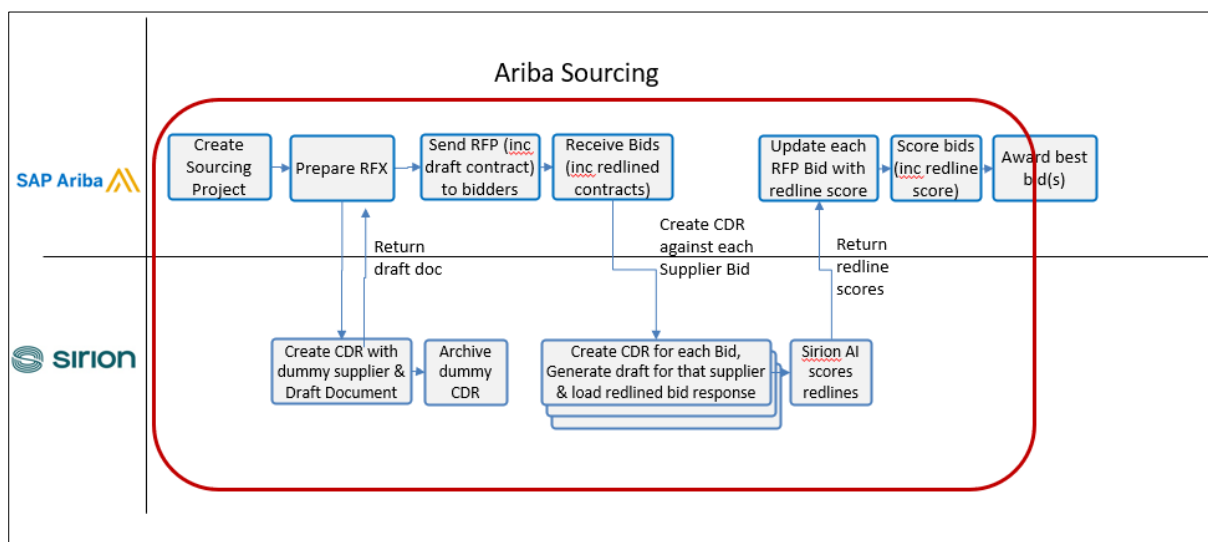 Ariba Sourcing
SAP Ariba
Create
Sourcing
Project
Prepare RFX
Send RFP (inc
draft contract)
to bidders
Receive Bids
(inc redlined
contracts)
Update each
RFP Bid with
redline score
Score bids
(inc redline
score)
Award best
bid(s)
Return
draft doc
Create CDR
against each
Supplier Bid
Return
redline
scores
sirion
Create CDR with
dummy supplier &
Draft Document
Archive
dummy
CDR
Create CDR for each Bid,
Generate draft for that supplier
& load redlined bid response
Sirion AI
scores
redlines